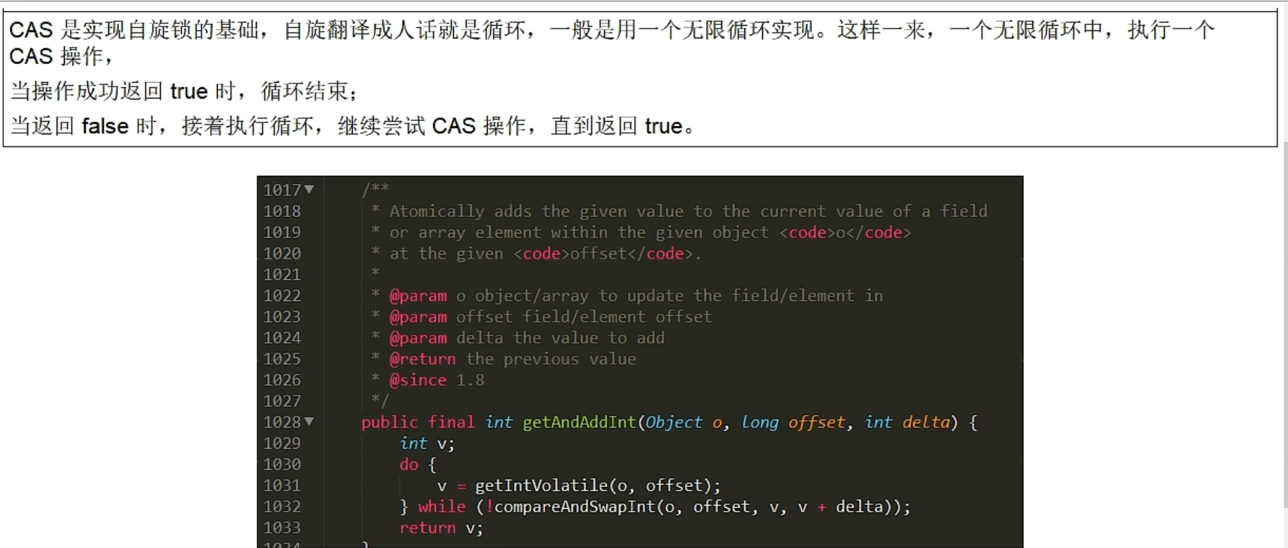 CAS 是实现自旋锁的基础，自旋翻译成人话就是循环，一般是用一个无限循环实现。这样一来，一个无限循环中，执行一个
CAS 操作，
当操作成功返回 true 时，循环结束；
当返回 false 时，接着执行循环，继续尝试 CAS 操作，直到返回 true。
1017▼ /**
1018 * Atomically adds the given value to the current value of a field
1019 * or array element within the given object <code>o</code>
1020 * at the given <code>offset</code>.
1021 *
1022 * @param o object/array to update the field/element in
1023 * @param offset field/element offset
1024 * @param delta the value to add
1025 * @return the previous value
1026 * @since 1.8
1027 */
1028▼ public final int getAndAddInt(Object o, long offset, int delta) {
1029 int v;
1030 do {
1031 v = getIntVolatile(o, offset);
1032 } while (!compareAndSwapInt(o, offset, v, v + delta));
1033 return v;
1034 }